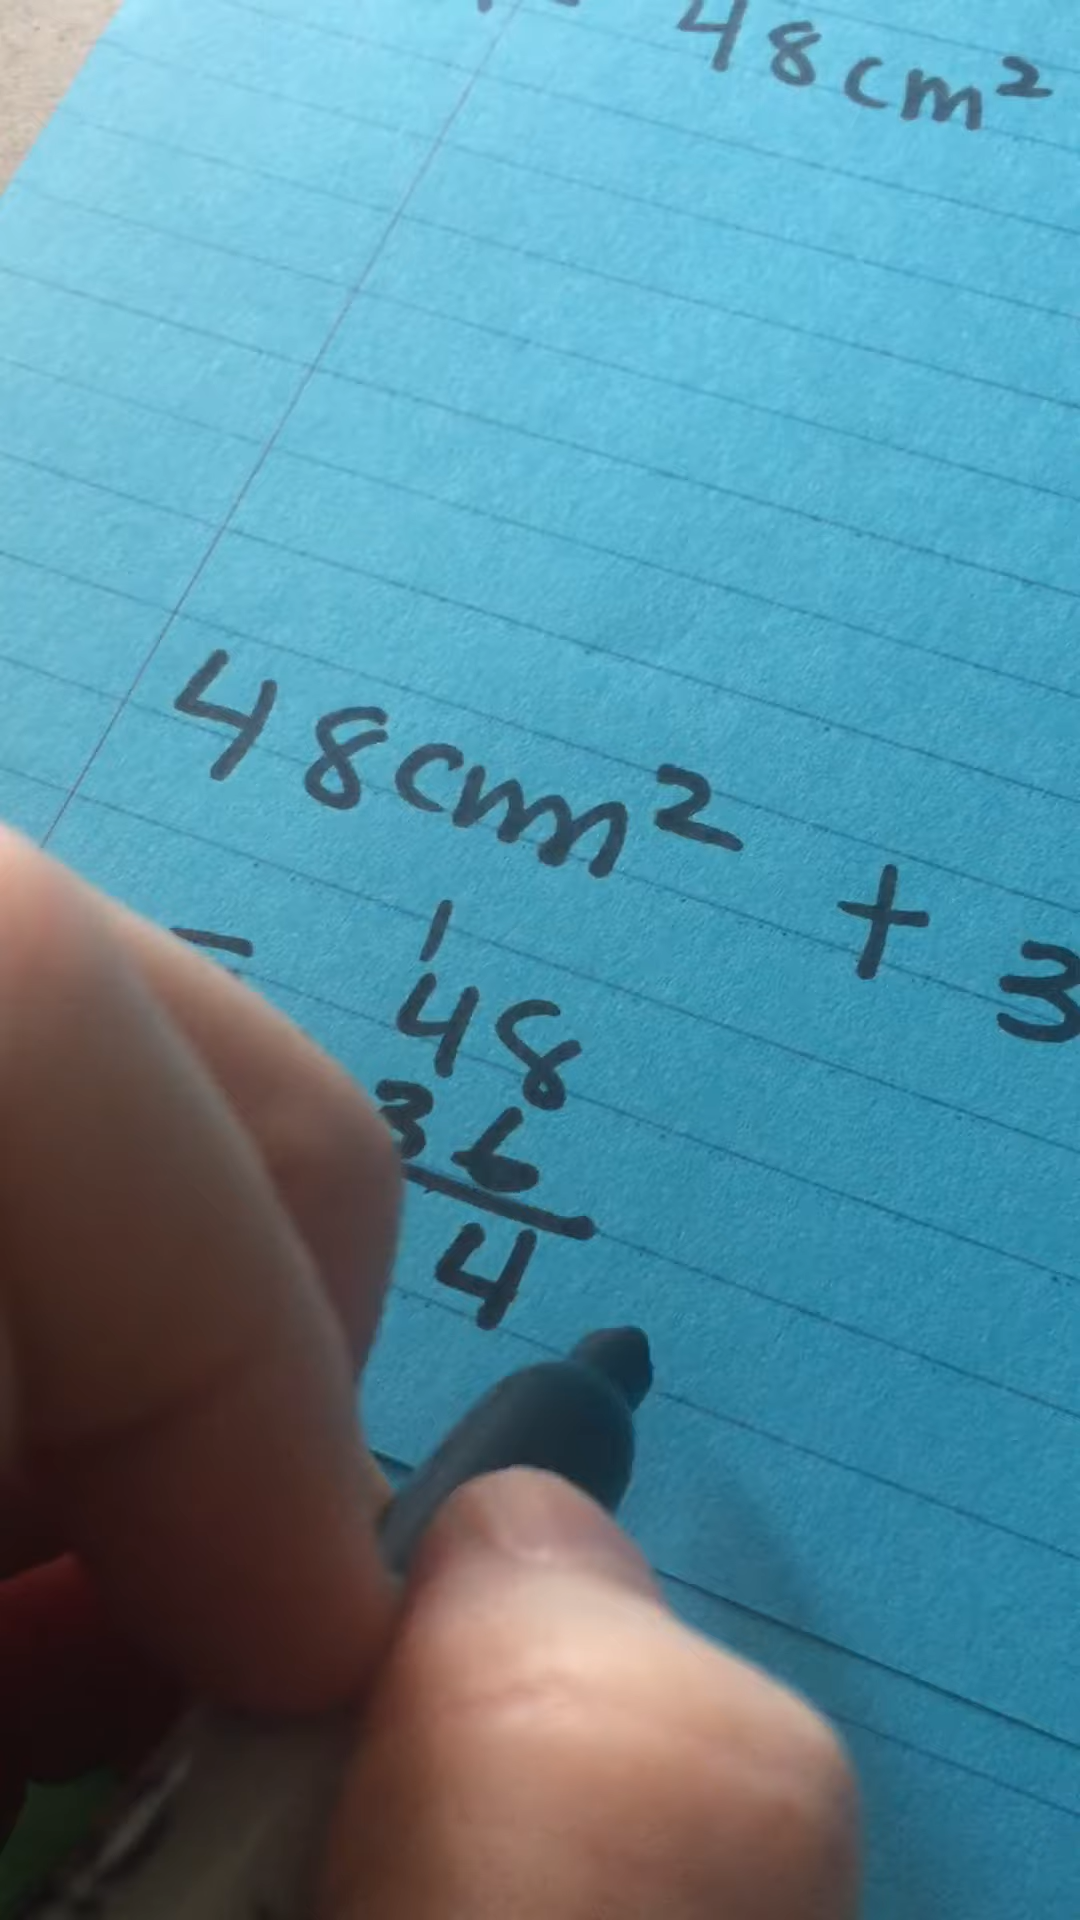 48cm²
48cm² + 3
1
= 48
36
4